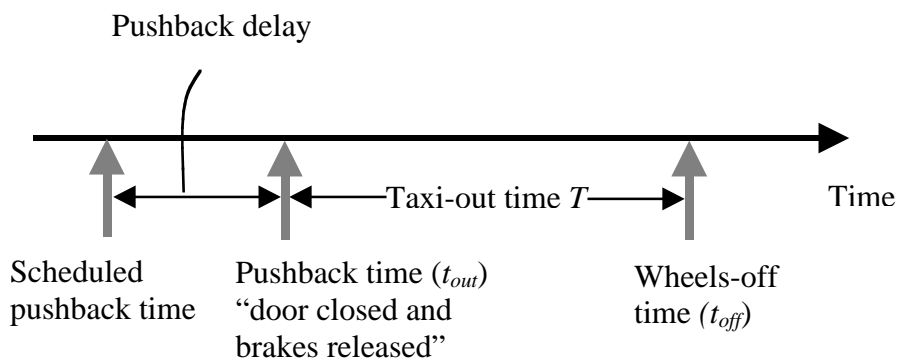 Pushback delay
Taxi-out time T
Time
Scheduled
pushback time
Pushback time (tout)
“door closed and
brakes released”
Wheels-off
time (toff)